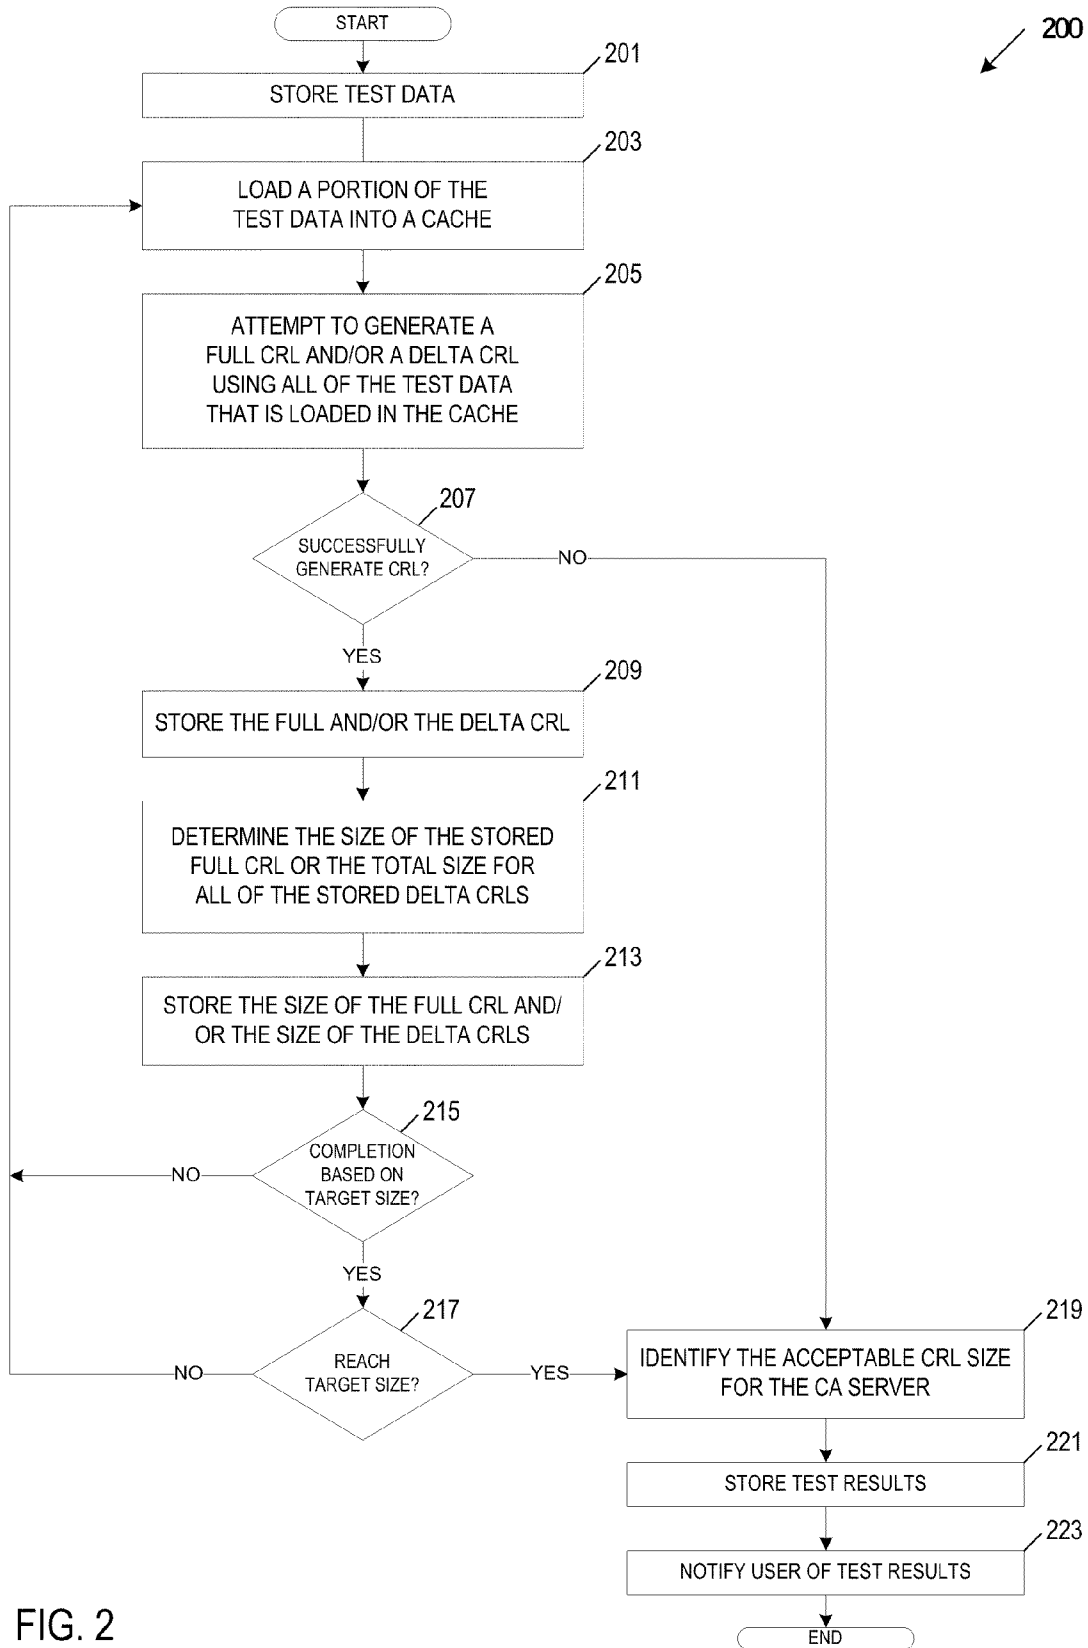 START
200
201
STORE TEST DATA
203
LOAD A PORTION OF THE
TEST DATA INTO A CACHE
205
ATTEMPT TO GENERATE A
FULL CRL AND/OR A DELTA CRL
USING ALL OF THE TEST DATA
THAT IS LOADED IN THE CACHE
207
SUCCESSFULLY
GENERATE CRL?
NO
YES
209
STORE THE FULL AND/OR THE DELTA CRL
211
DETERMINE THE SIZE OF THE STORED
FULL CRL OR THE TOTAL SIZE FOR
ALL OF THE STORED DELTA CRLS
213
STORE THE SIZE OF THE FULL CRL AND/
OR THE SIZE OF THE DELTA CRLS
215
COMPLETION
BASED ON
TARGET SIZE?
NO
YES
217
REACH
TARGET SIZE?
NO
YES
219
IDENTIFY THE ACCEPTABLE CRL SIZE
FOR THE CA SERVER
221
STORE TEST RESULTS
223
NOTIFY USER OF TEST RESULTS
END
FIG. 2